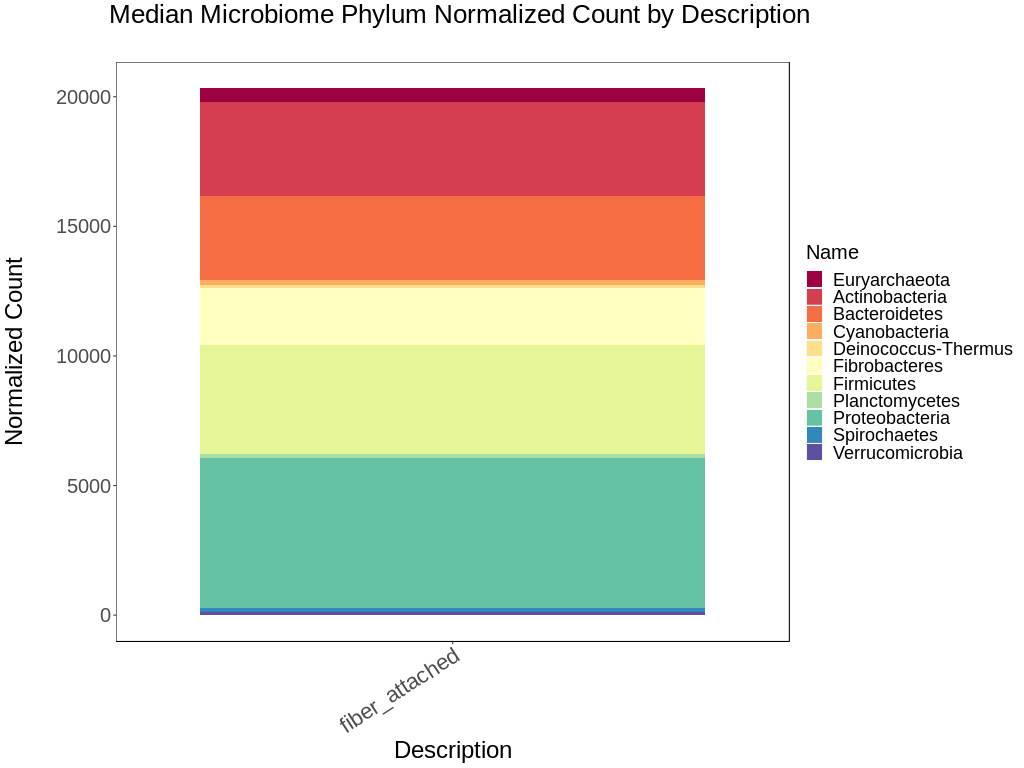 Median Microbiome Phylum Normalized Count by Description
Normalized Count
20000
15000
10000
5000
0
fiber_attached
Description
Name
Euryarchaeota
Actinobacteria
Bacteroidetes
Cyanobacteria
Deinococcus-Thermus
Fibrobacteres
Firmicutes
Planctomycetes
Proteobacteria
Spirochaetes
Verrucomicrobia